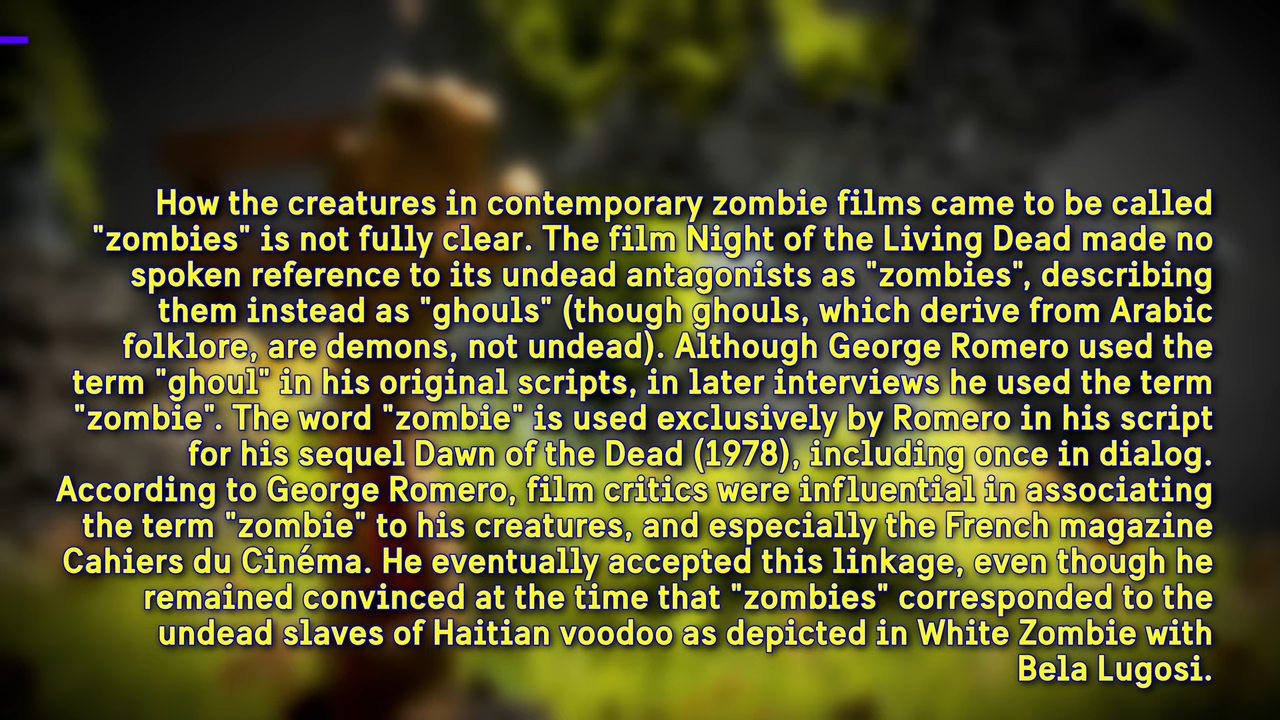 How the creatures in contemporary zombie films came to be called
"zombies" is not fully clear. The film Night of the Living Dead made no
spoken reference to its undead antagonists as "zombies", describing
them instead as "ghouls" (though ghouls, which derive from Arabic
folklore, are demons, not undead). Although George Romero used the
term "ghoul" in his original scripts, in later interviews he used the term
"zombie". The word "zombie" is used exclusively by Romero in his script
for his sequel Dawn of the Dead (1978), including once in dialog.
According to George Romero, film critics were influential in associating
the term "zombie" to his creatures, and especially the French magazine
Cahiers du Cinéma. He eventually accepted this linkage, even though he
remained convinced at the time that "zombies" corresponded to the
undead slaves of Haitian voodoo as depicted in White Zombie with
Bela Lugosi.